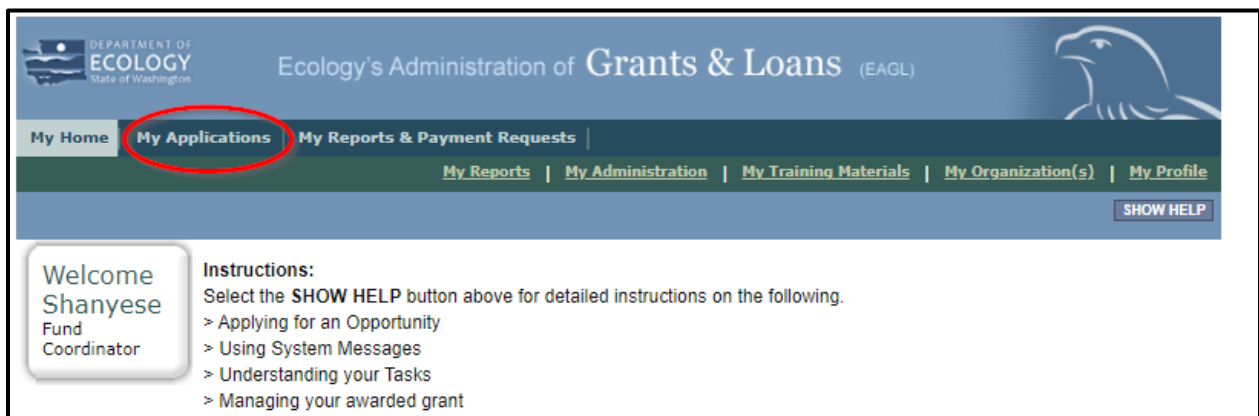 DEPARTMENT OF
ECOLOGY
State of Washington
Ecology's Administration of Grants & Loans (EAGL)
My Home | My Applications | My Reports & Payment Requests |
My Reports | My Administration | My Training Materials | My Organization(s) | My Profile
SHOW HELP
Welcome
Shanyese
Fund
Coordinator
Instructions:
Select the SHOW HELP button above for detailed instructions on the following.
> Applying for an Opportunity
> Using System Messages
> Understanding your Tasks
> Managing your awarded grant